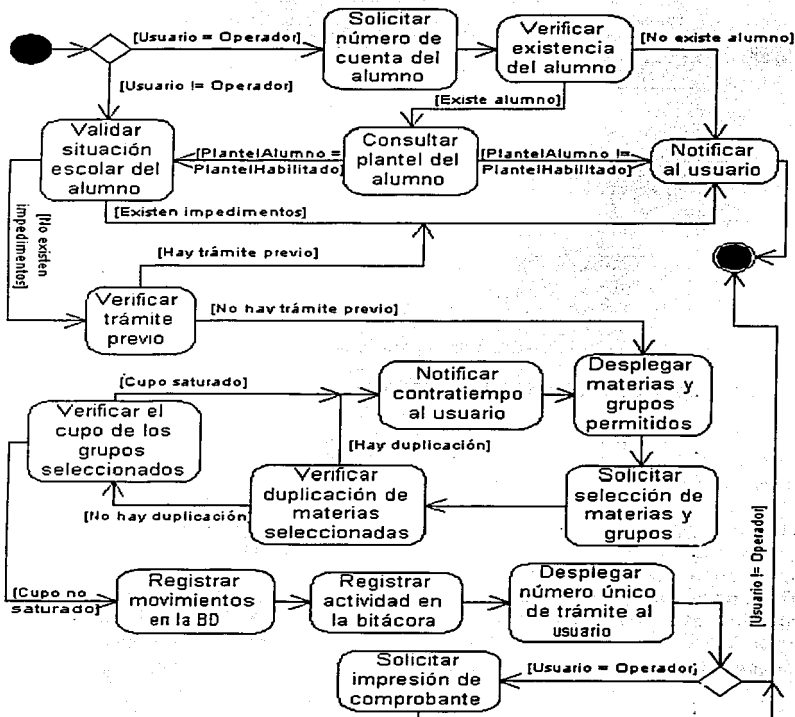 [Usuario = Operador]
Solicitar
número de
cuenta del
alumno
Verificar
existencia
del alumno
[No existe alumno]
[Usuario != Operador]
[Existe alumno]
Validar
situación
escolar del
alumno
[PlantelAlumno =
PlantelHabilitado]
Consultar
plantel del
alumno
[PlantelAlumno !=
PlantelHabilitado]
Notificar
al usuario
[No existen
impedimentos]
[Existen impedimentos]
[Hay trámite previo]
Verificar
trámite
previo
[No hay trámite previo]
[Cupo saturado]
Notificar
contratiempo
al usuario
Desplegar
materias y
grupos
permitidos
Verificar el
cupo de los
grupos
seleccionados
[Hay duplicación]
Verificar
duplicación de
materias
seleccionadas
Solicitar
selección de
materias y
grupos
[No hay duplicación]
[Usuario != Operador]
[Cupo no
saturado]
Registrar
movimientos
en la BD
Registrar
actividad en
la bitácora
Desplegar
número único
de trámite al
usuario
Solicitar
impresión de
comprobante
[Usuario = Operador]